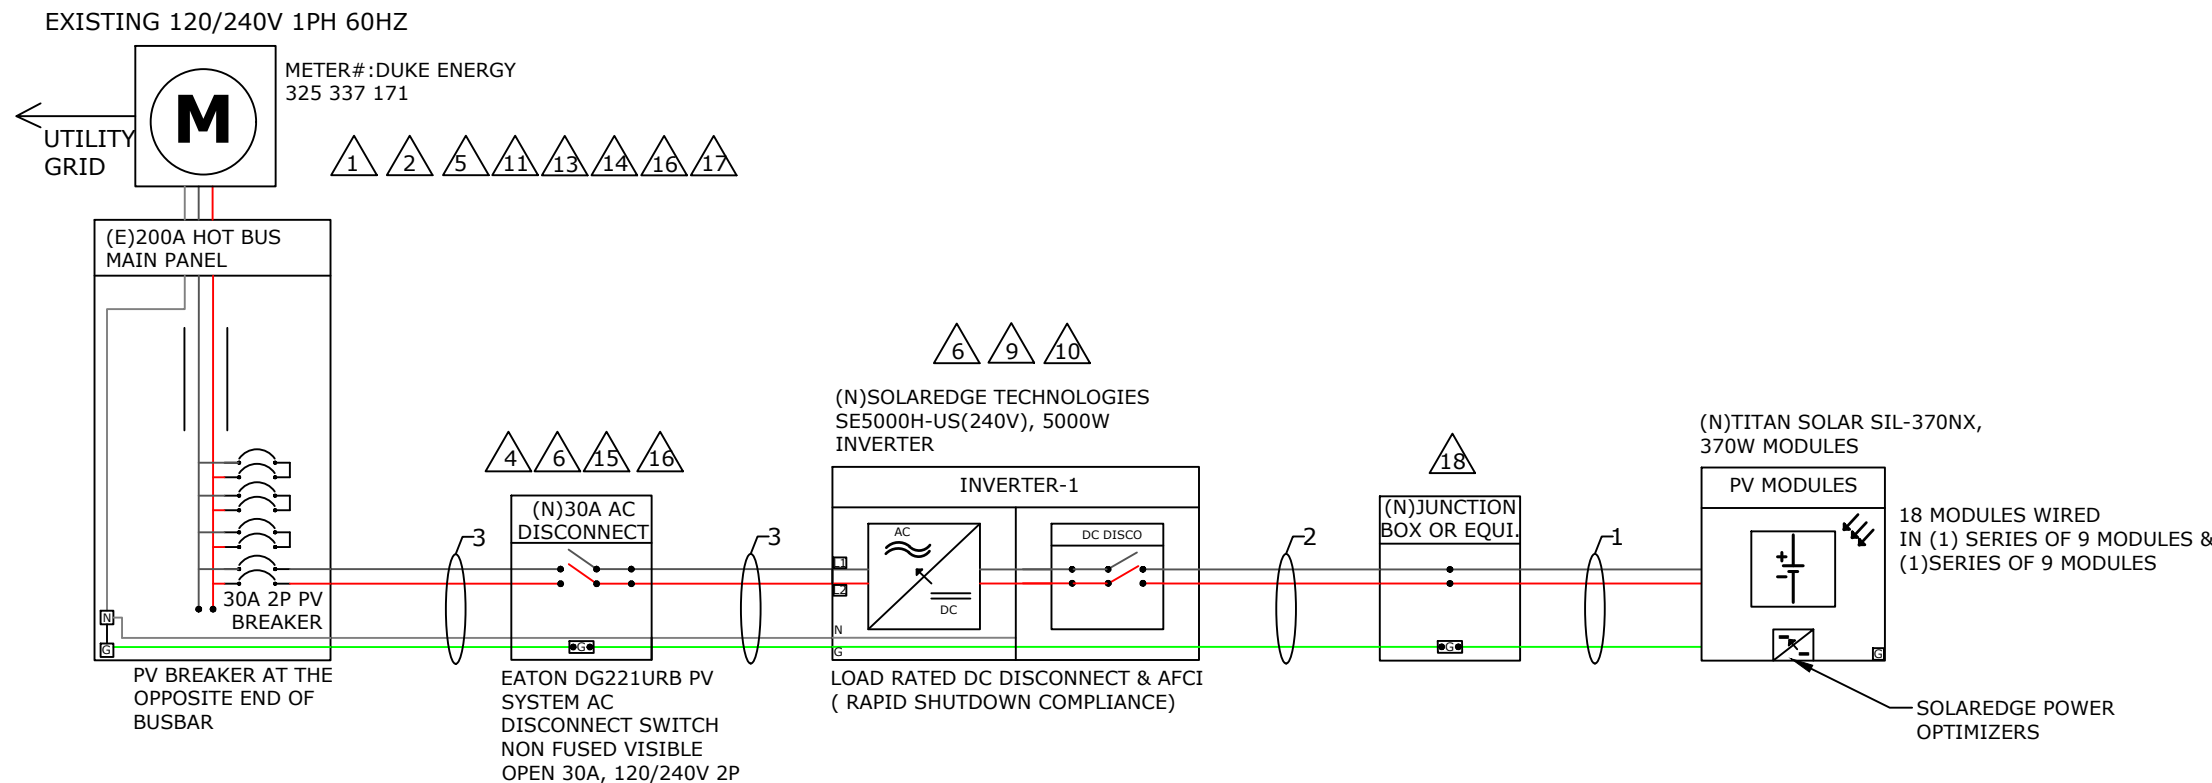 EXISTING 120/240V 1PH 60HZ
M
METER#:DUKE ENERGY
325 337 171
UTILITY
GRID
1 2 5 11 13 14 16 17
(E)200A HOT BUS
MAIN PANEL
30A 2P PV
BREAKER
N
G
PV BREAKER AT THE
OPPOSITE END OF
BUSBAR
3
4 6 15 16
(N)30A AC
DISCONNECT
G
EATON DG221URB PV
SYSTEM AC
DISCONNECT SWITCH
NON FUSED VISIBLE
OPEN 30A, 120/240V 2P
3
6 9 10
(N)SOLAREDGE TECHNOLOGIES
SE5000H-US(240V), 5000W
INVERTER
INVERTER-1
AC
DC
DC DISCO
L1
L2
N
G
LOAD RATED DC DISCONNECT & AFCI
( RAPID SHUTDOWN COMPLIANCE)
2
18
(N)JUNCTION
BOX OR EQUI.
G
1
(N)TITAN SOLAR SIL-370NX,
370W MODULES
PV MODULES
+
-
G
18 MODULES WIRED
IN (1) SERIES OF 9 MODULES &
(1)SERIES OF 9 MODULES
SOLAREDGE POWER
OPTIMIZERS